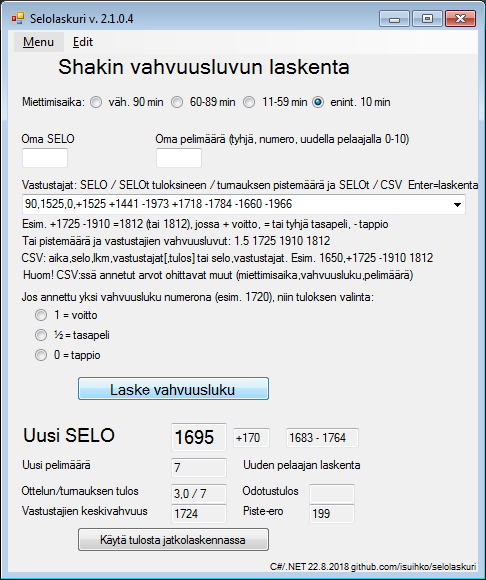 Selolaskuri v. 2.1.0.4
Menu Edit
Shakin vahvuusluvun laskenta
Miettimisaika: väh. 90 min 60-89 min 11-59 min enint. 10 min
Oma SELO Oma pelimäärä (tyhjä, numero, uudella pelaajalla 0-10)
Vastustajat: SELO / SELOt tuloksineen / turnauksen pistemäärä ja SELOt / CSV Enter=laskenta
90,1525,0,+1525 +1441 -1973 +1718 -1784 -1660 -1966
Esim. +1725 -1910 =1812 (tai 1812), jossa + voitto, = tai tyhjä tasapeli, - tappio
Tai pistemäärä ja vastustajien vahvuusluvut: 1.5 1725 1910 1812
CSV: aika,selo,lkm,vastustajat[,tulos] tai selo,vastustajat. Esim. 1650,+1725 -1910 1812
Huom! CSV:ssä annetut arvot ohittavat muut (miettimisaika,vahvuusluku,pelimäärä)
Jos annettu yksi vahvuusluku numerona (esim. 1720), niin tuloksen valinta:
1 = voitto
½ = tasapeli
0 = tappio
Laske vahvuusluku
Uusi SELO 1695 +170 1683 - 1764
Uusi pelimäärä 7 Uuden pelaajan laskenta
Ottelun/turnauksen tulos 3,0 / 7 Odotustulos
Vastustajien keskivahvuus 1724 Piste-ero 199
Käytä tulosta jatkolaskennassa
C#/.NET 22.8.2018 github.com/isuihko/selolaskuri